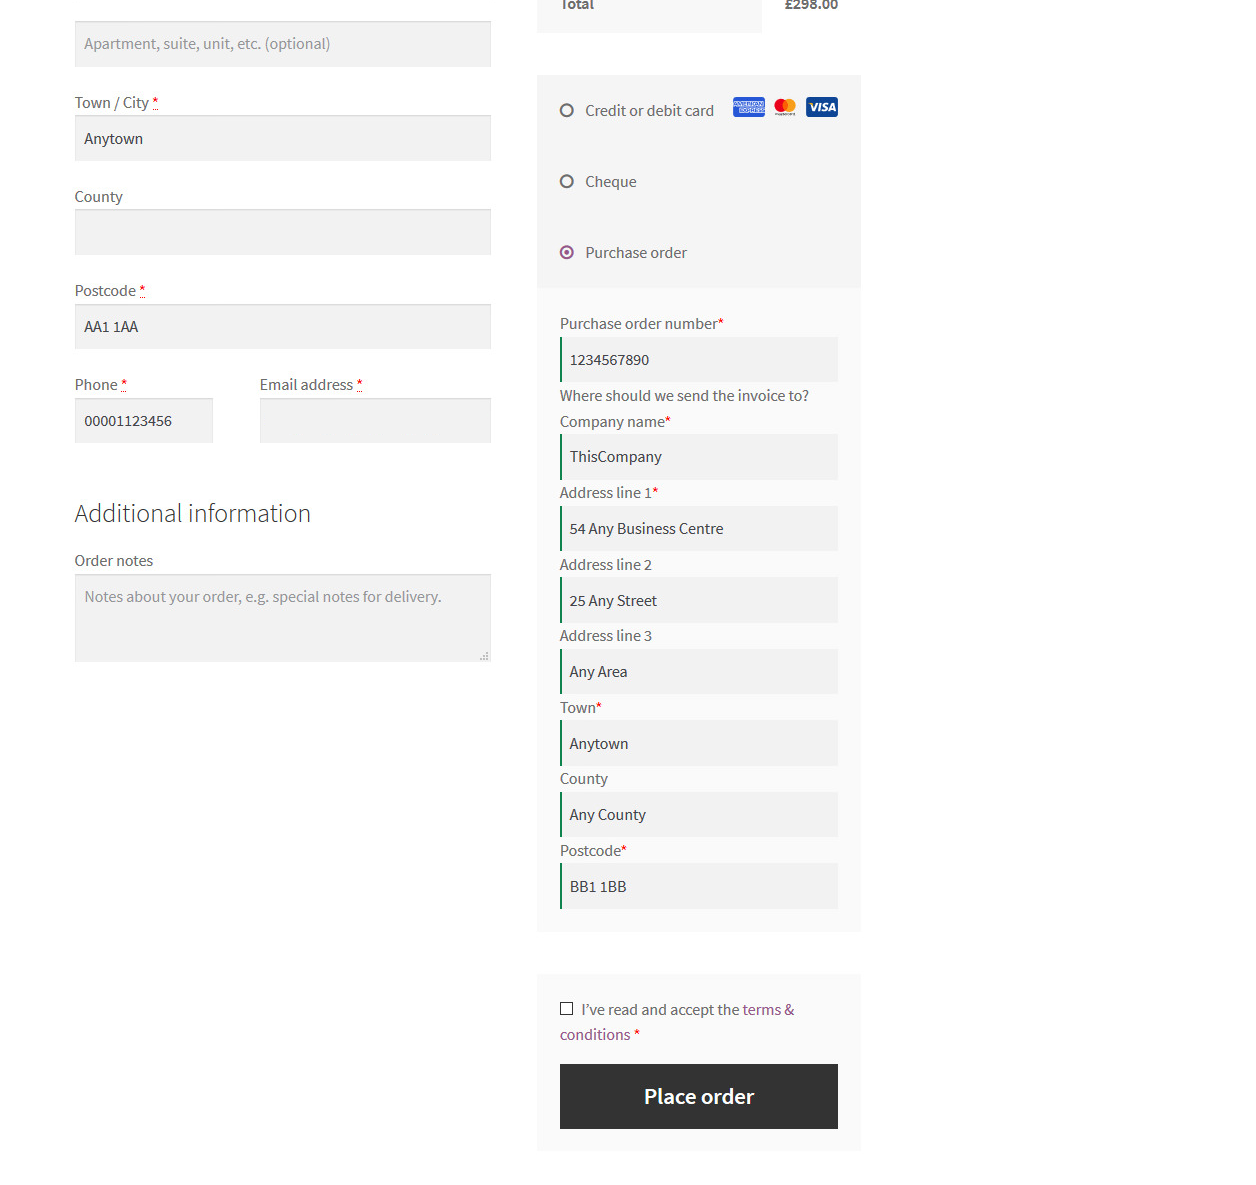 Total £298.00
Apartment, suite, unit, etc. (optional)
Town / City *
Anytown
County
Postcode *
AA1 1AA
Phone * Email address *
00001123456
Additional information
Order notes
Notes about your order, e.g. special notes for delivery.
Credit or debit card AMERICAN EXPRESS mastercard VISA
Cheque
Purchase order
Purchase order number*
1234567890
Where should we send the invoice to?
Company name*
ThisCompany
Address line 1*
54 Any Business Centre
Address line 2
25 Any Street
Address line 3
Any Area
Town*
Anytown
County
Any County
Postcode*
BB1 1BB
I’ve read and accept the terms &
conditions *
Place order